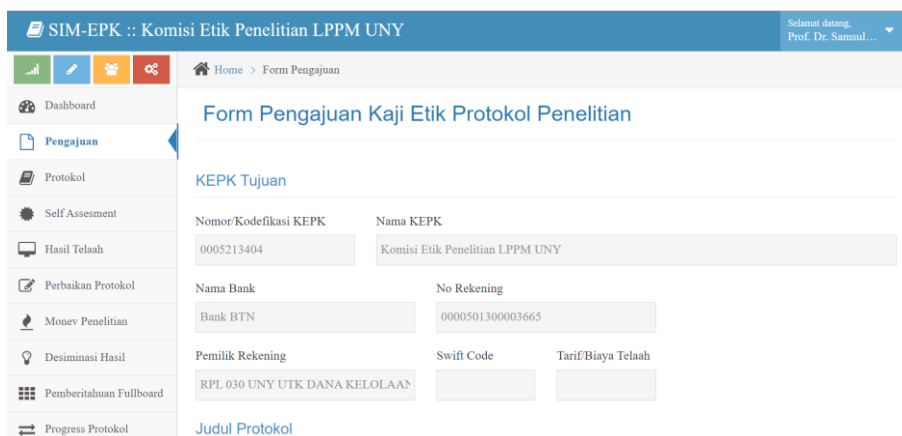 SIM-EPK :: Komisi Etik Penelitian LPPM UNY
Selamat datang,
Prof. Dr. Samsul...
Home > Form Pengajuan
Dashboard
Pengajuan
Protokol
Self Assesment
Hasil Telaah
Perbaikan Protokol
Monev Penelitian
Desiminasi Hasil
Pemberitahuan Fullboard
Progress Protokol
Form Pengajuan Kaji Etik Protokol Penelitian
KEPK Tujuan
Nomor/Kodefikasi KEPK Nama KEPK
0005213404 Komisi Etik Penelitian LPPM UNY
Nama Bank No Rekening
Bank BTN 0000501300003665
Pemilik Rekening Swift Code Tarif/Biaya Telaah
RPL 030 UNY UTK DANA KELOLAAN
Judul Protokol